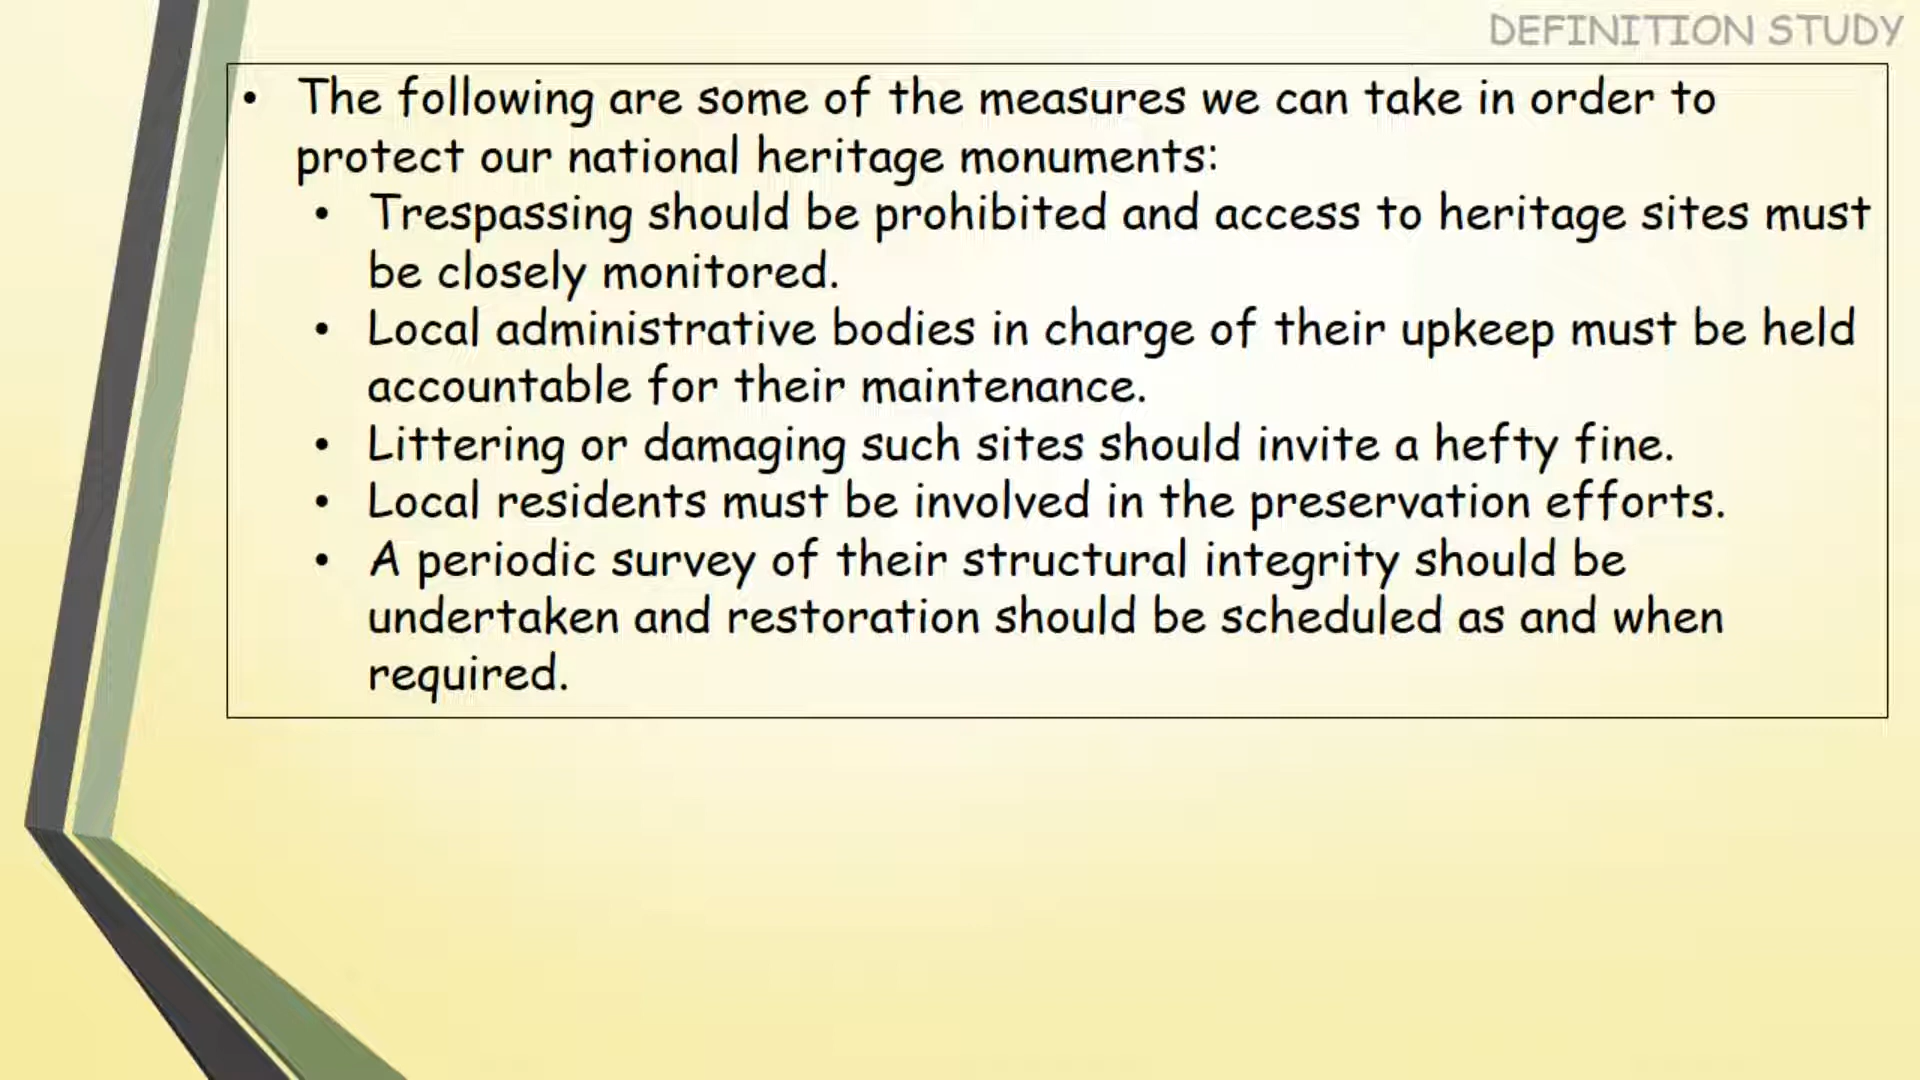 DEFINITION STUDY
• The following are some of the measures we can take in order to
protect our national heritage monuments:
• Trespassing should be prohibited and access to heritage sites must
be closely monitored.
• Local administrative bodies in charge of their upkeep must be held
accountable for their maintenance.
• Littering or damaging such sites should invite a hefty fine.
• Local residents must be involved in the preservation efforts.
• A periodic survey of their structural integrity should be
undertaken and restoration should be scheduled as and when
required.